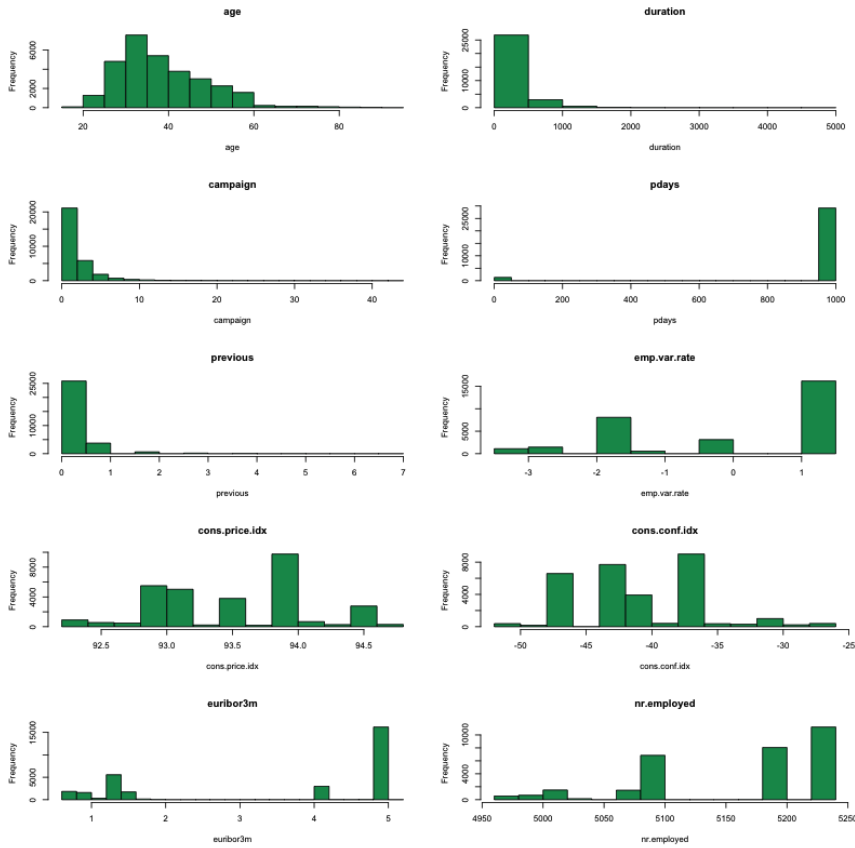 age
Frequency
0 2000 6000
20 40 60 80
age
duration
Frequency
0 10000 25000
0 1000 2000 3000 4000 5000
duration
campaign
Frequency
0 10000 20000
0 10 20 30 40
campaign
pdays
Frequency
0 10000 25000
0 200 400 600 800 1000
pdays
previous
Frequency
0 10000 25000
0 1 2 3 4 5 6 7
previous
emp.var.rate
Frequency
0 5000 15000
-3 -2 -1 0 1
emp.var.rate
cons.price.idx
Frequency
0 4000 8000
92.5 93.0 93.5 94.0 94.5
cons.price.idx
cons.conf.idx
Frequency
0 4000 8000
-50 -45 -40 -35 -30 -25
cons.conf.idx
euribor3m
Frequency
0 5000 15000
1 2 3 4 5
euribor3m
nr.employed
Frequency
0 4000 10000
4950 5000 5050 5100 5150 5200 5250
nr.employed